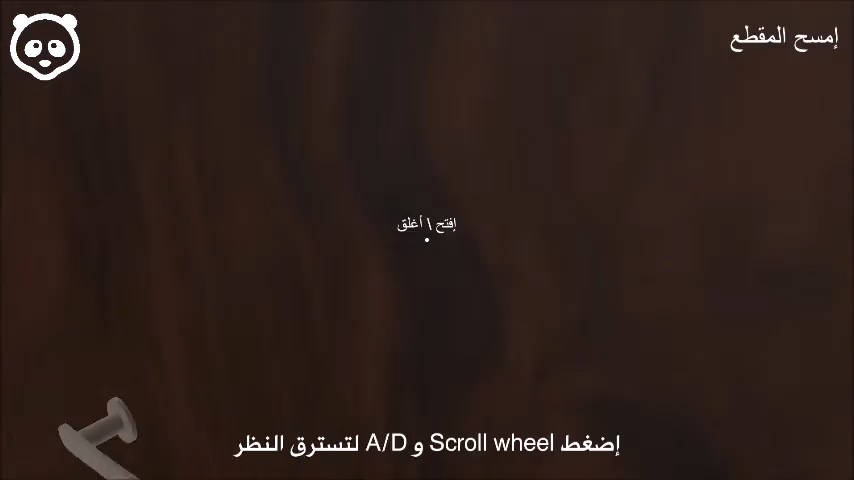 إمسح المقطع
إفتح \ أغلق
إضغط Scroll wheel و A/D لتسترق النظر